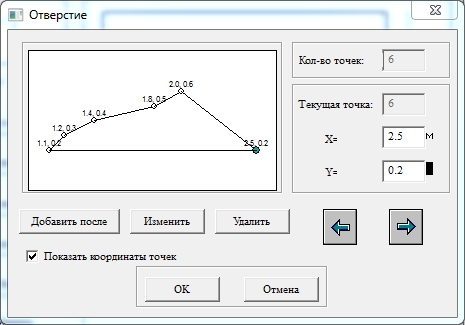 Отверстие
Кол-во точек: 6
2.0, 0.6
1.8, 0.5
1.4, 0.4
1.2, 0.3
1.1, 0.2
2.5, 0.2
Текущая точка: 6
X= 2.5 м
Y= 0.2
Добавить после Изменить Удалить
Показать координаты точек
OK Отмена